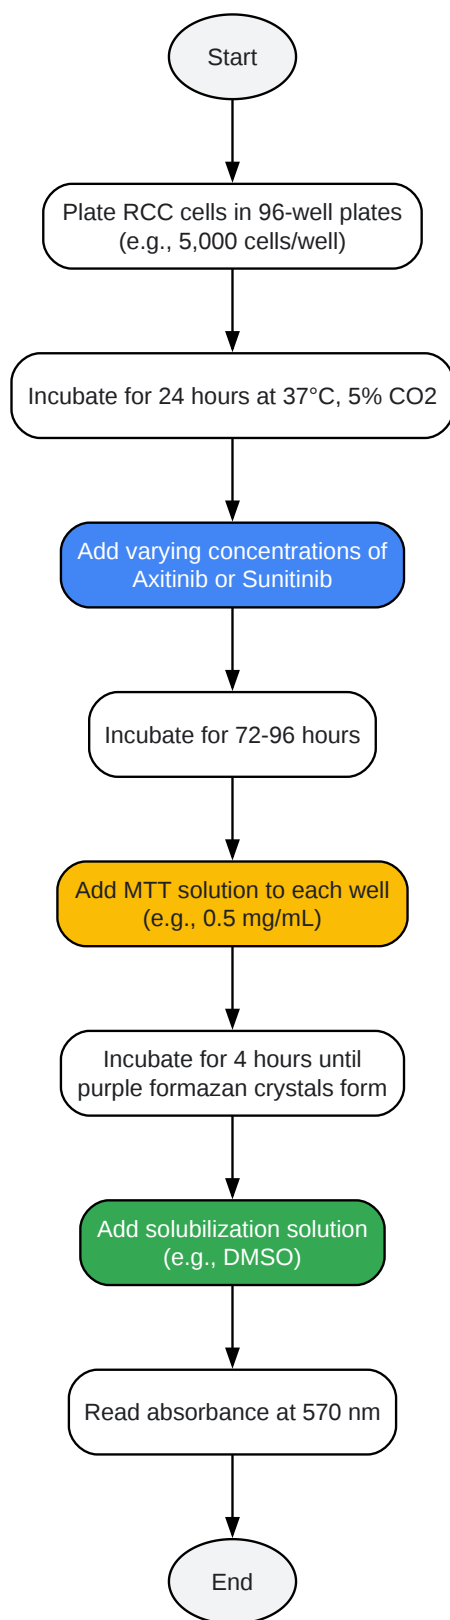 Start
Plate RCC cells in 96-well plates
(e.g., 5,000 cells/well)
Incubate for 24 hours at 37°C, 5% CO2
Add varying concentrations of
Axitinib or Sunitinib
Incubate for 72-96 hours
Add MTT solution to each well
(e.g., 0.5 mg/mL)
Incubate for 4 hours until
purple formazan crystals form
Add solubilization solution
(e.g., DMSO)
Read absorbance at 570 nm
End